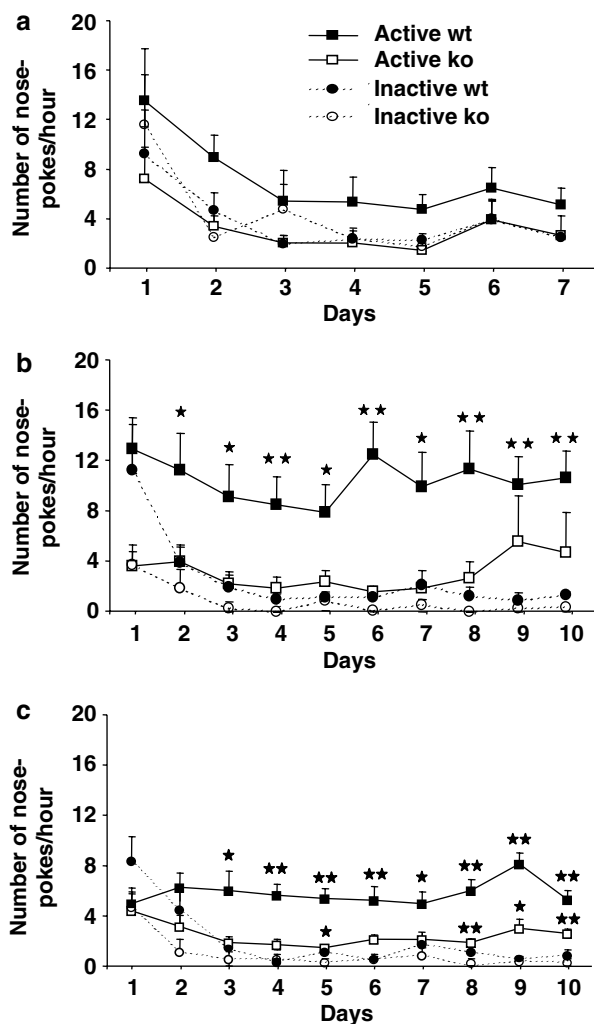 a
Number of nose-
pokes/hour
20
16
12
8
4
0
Active wt
Active ko
Inactive wt
Inactive ko
1 2 3 4 5 6 7
Days
b
Number of nose-
pokes/hour
20
16
12
8
4
0
1 2 3 4 5 6 7 8 9 10
Days
c
Number of nose-
pokes/hour
20
16
12
8
4
0
1 2 3 4 5 6 7 8 9 10
Days